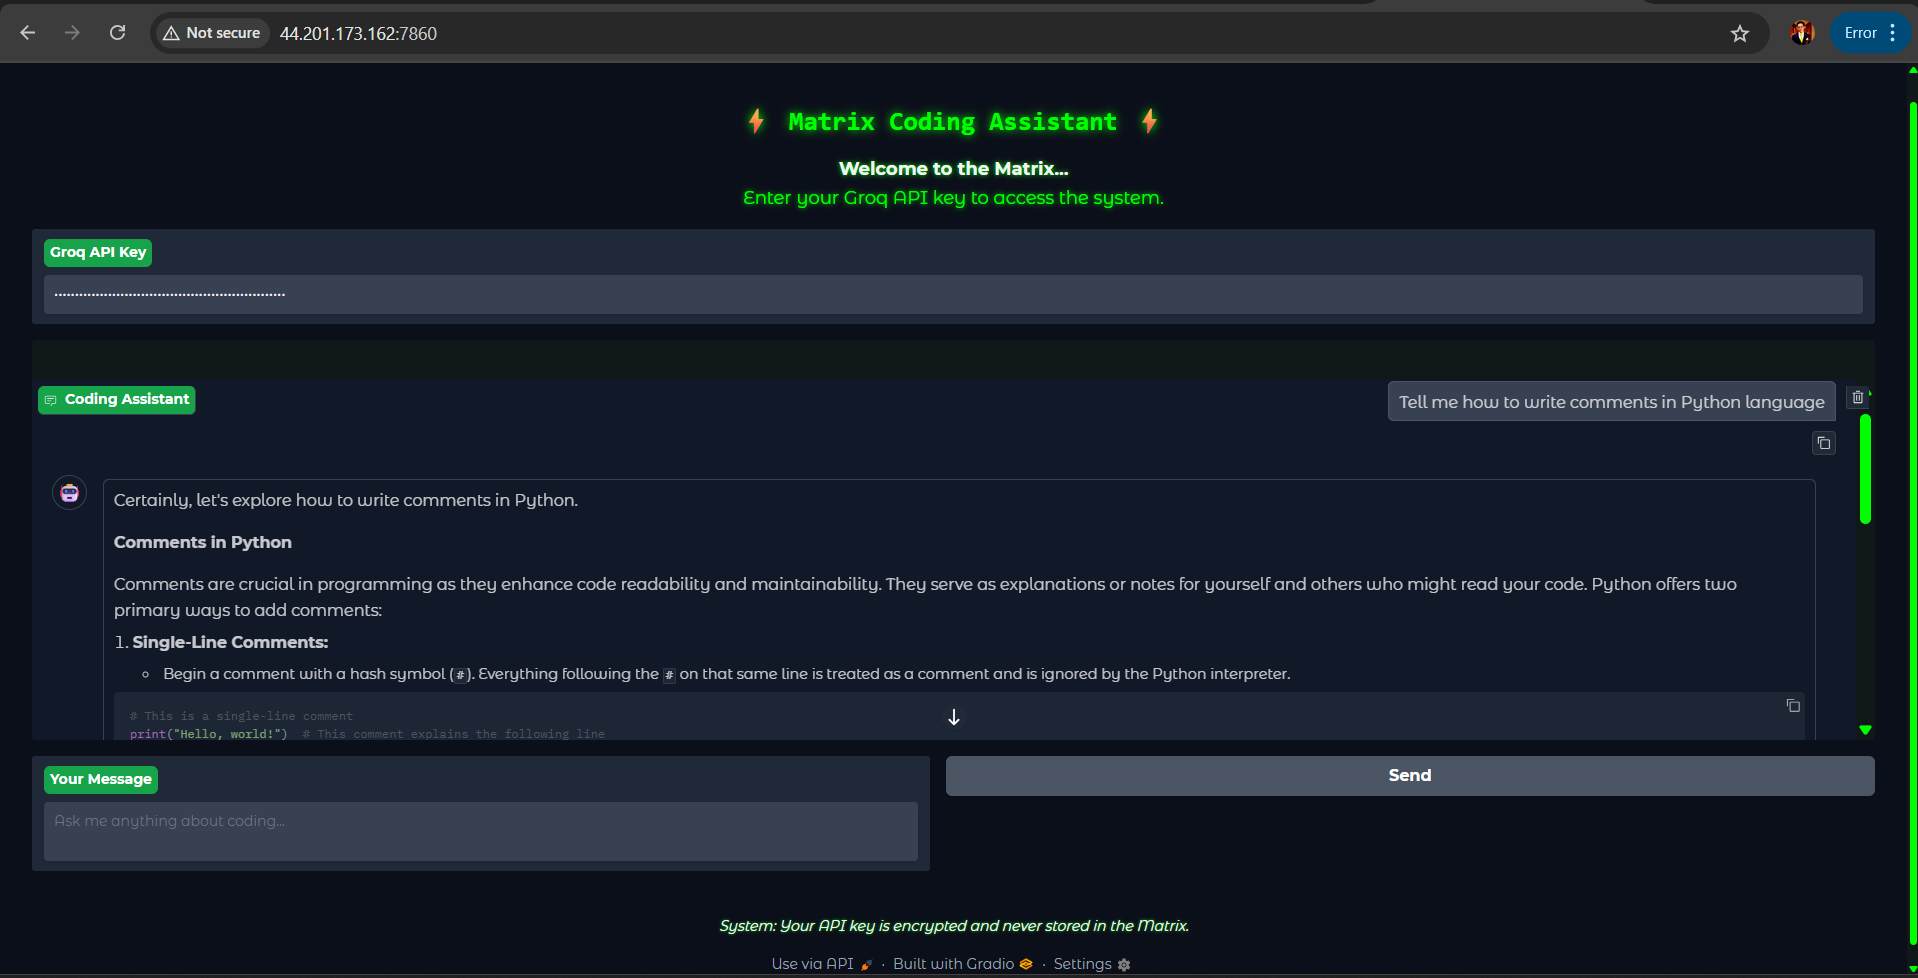 Not secure
44.201.173.162:7860
Error
⚡ Matrix Coding Assistant ⚡
Welcome to the Matrix...
Enter your Groq API key to access the system.
Groq API Key
Coding Assistant
Tell me how to write comments in Python language
Certainly, let's explore how to write comments in Python.
Comments in Python
Comments are crucial in programming as they enhance code readability and maintainability. They serve as explanations or notes for yourself and others who might read your code. Python offers two
primary ways to add comments:
1. Single-Line Comments:
Begin a comment with a hash symbol (#). Everything following the # on that same line is treated as a comment and is ignored by the Python interpreter.
# This is a single-line comment
print("Hello, world!")  # This comment explains the following line
Your Message
Send
Ask me anything about coding...
System: Your API key is encrypted and never stored in the Matrix.
Use via API · Built with Gradio · Settings